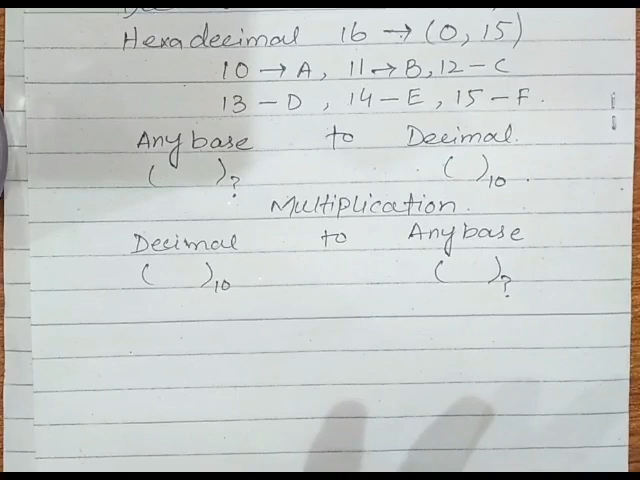 Hexadecimal 16 → (0, 15)
10 → A, 11 → B, 12 - C
13 - D, 14 - E, 15 - F.
Any base to Decimal.
( )? ( )10.
Multiplication.
Decimal to Any base
( )10 ( )?